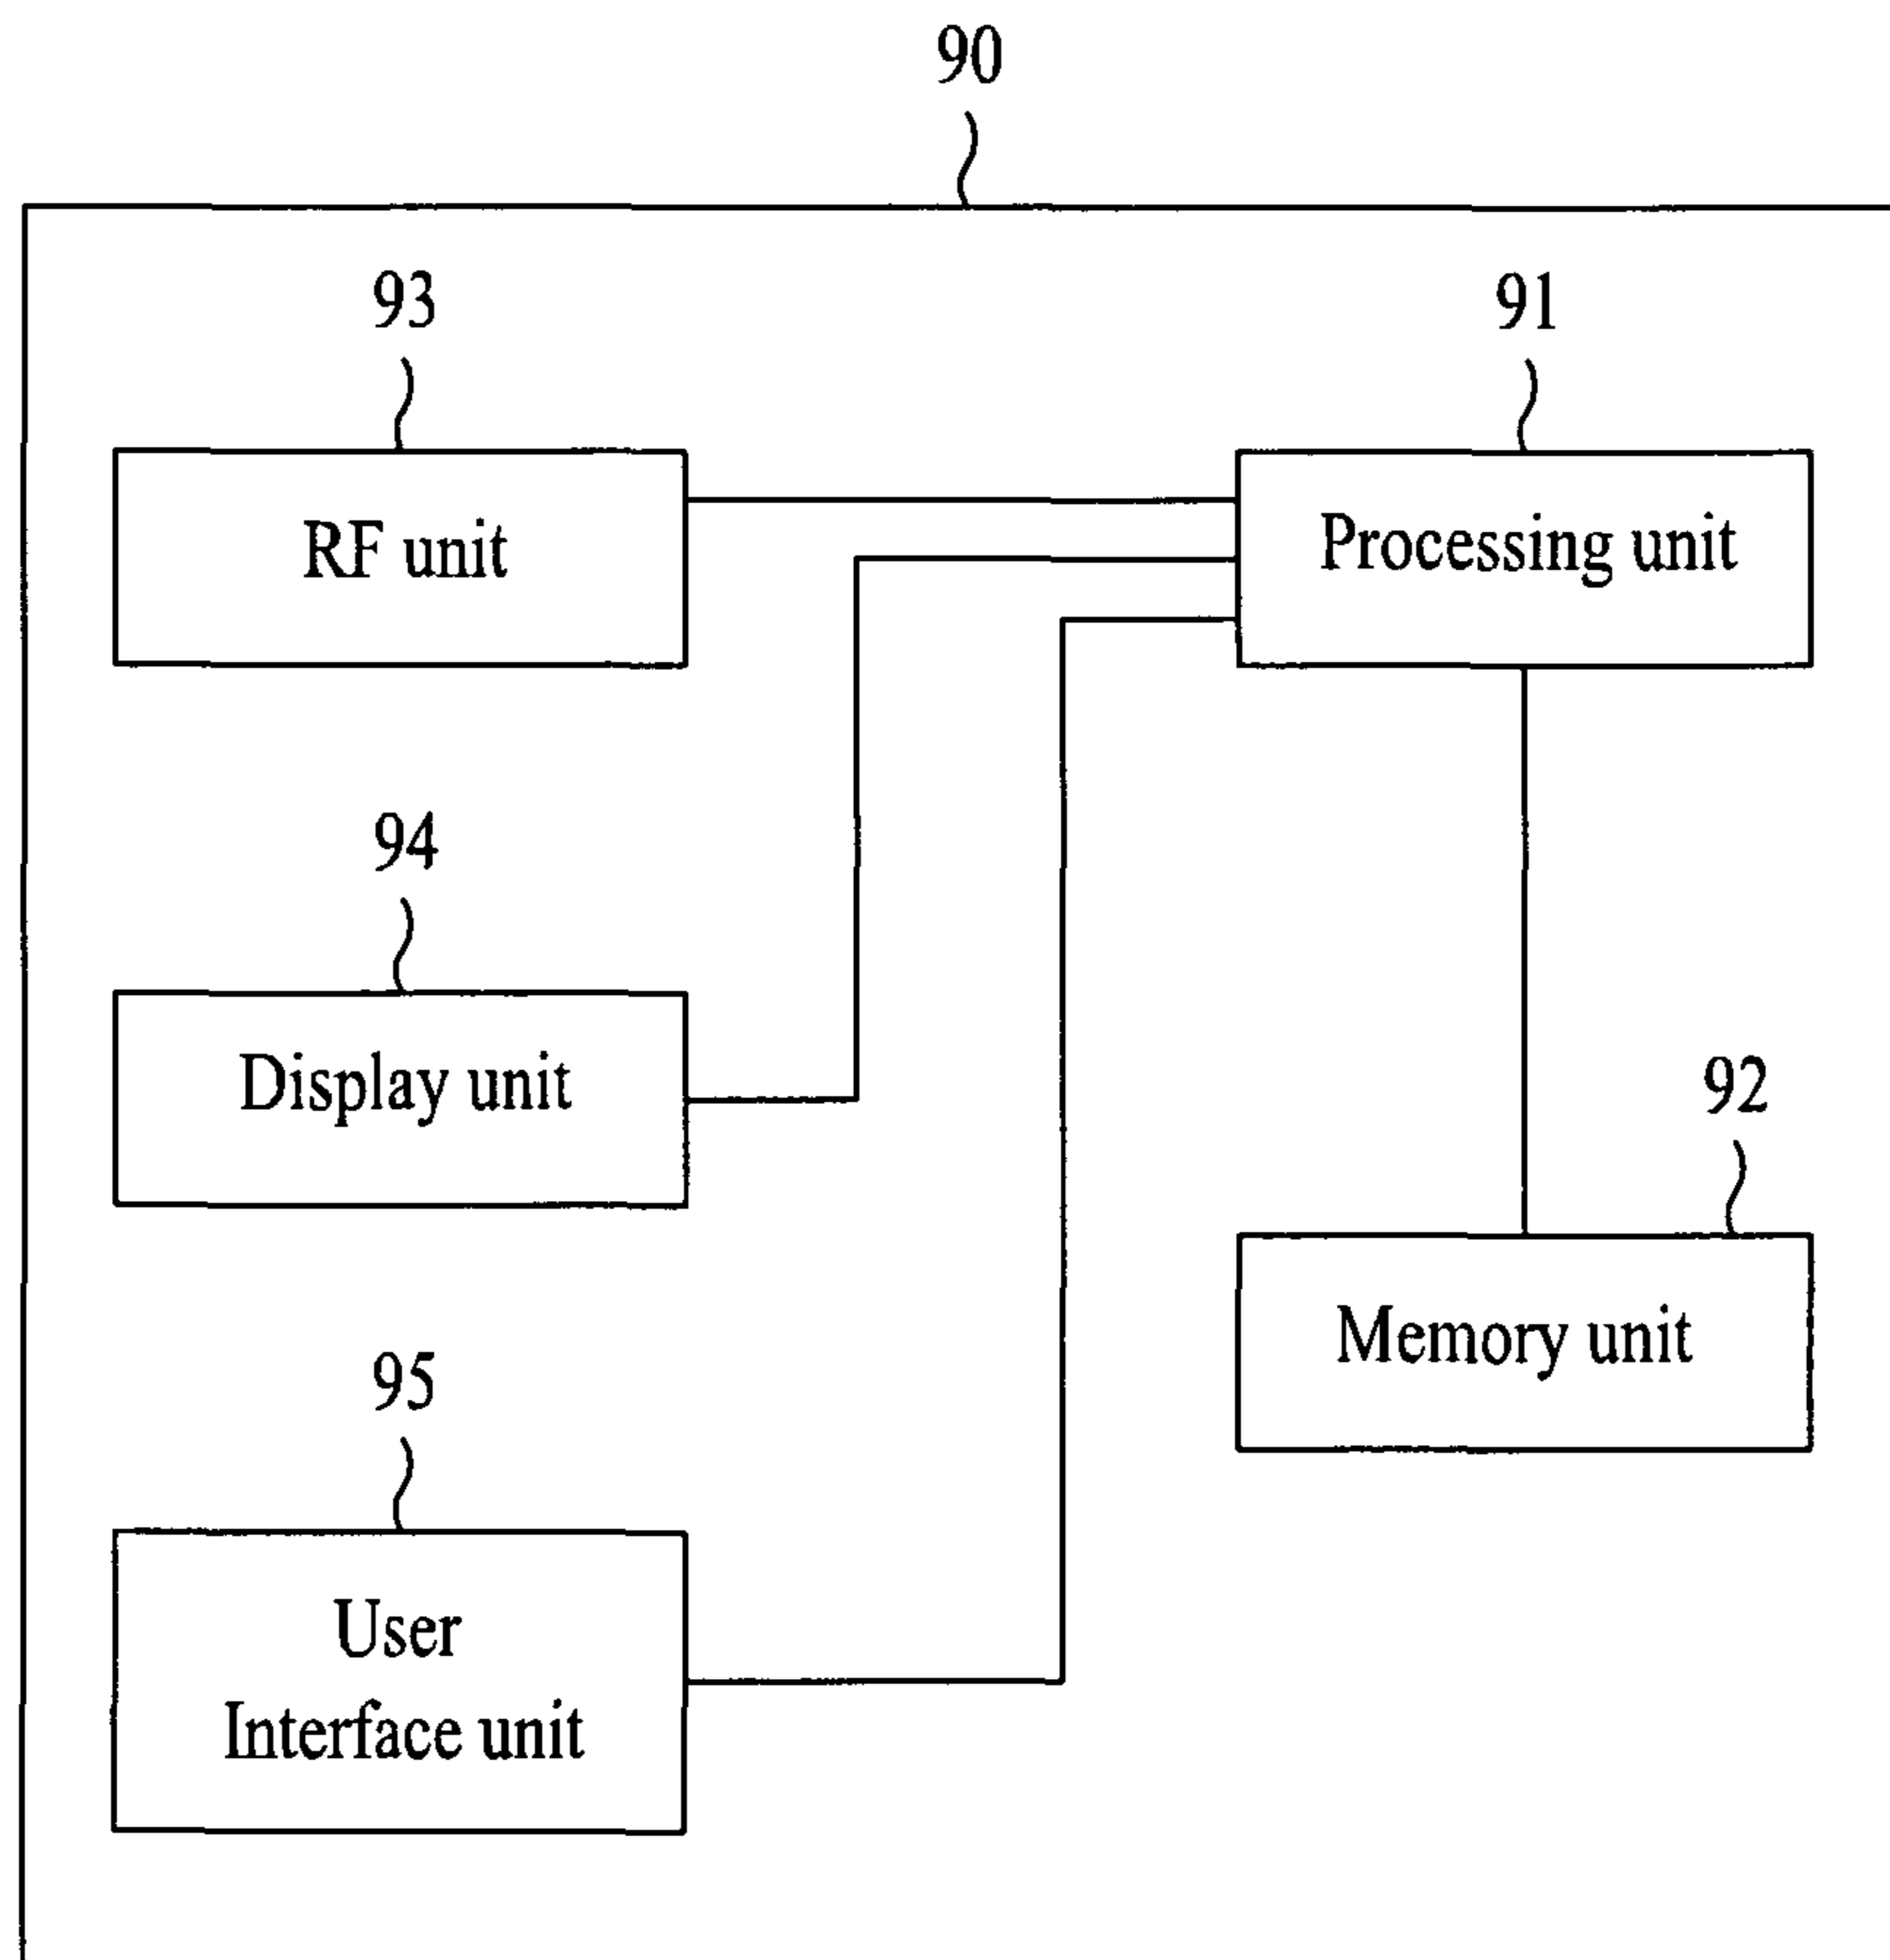 90
93
91
RF unit
Processing unit
94
Display unit
92
Memory unit
95
User
Interface unit